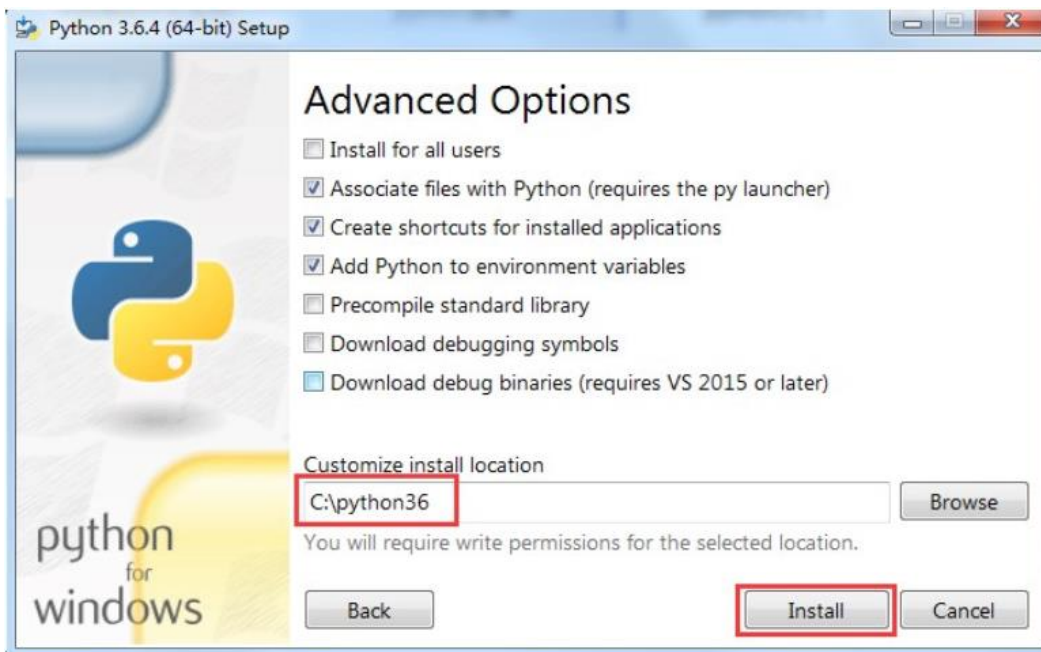 Python 3.6.4 (64-bit) Setup
Advanced Options
Install for all users
Associate files with Python (requires the py launcher)
Create shortcuts for installed applications
Add Python to environment variables
Precompile standard library
Download debugging symbols
Download debug binaries (requires VS 2015 or later)
Customize install location
C:\python36
Browse
You will require write permissions for the selected location.
python
for
windows
Back
Install
Cancel